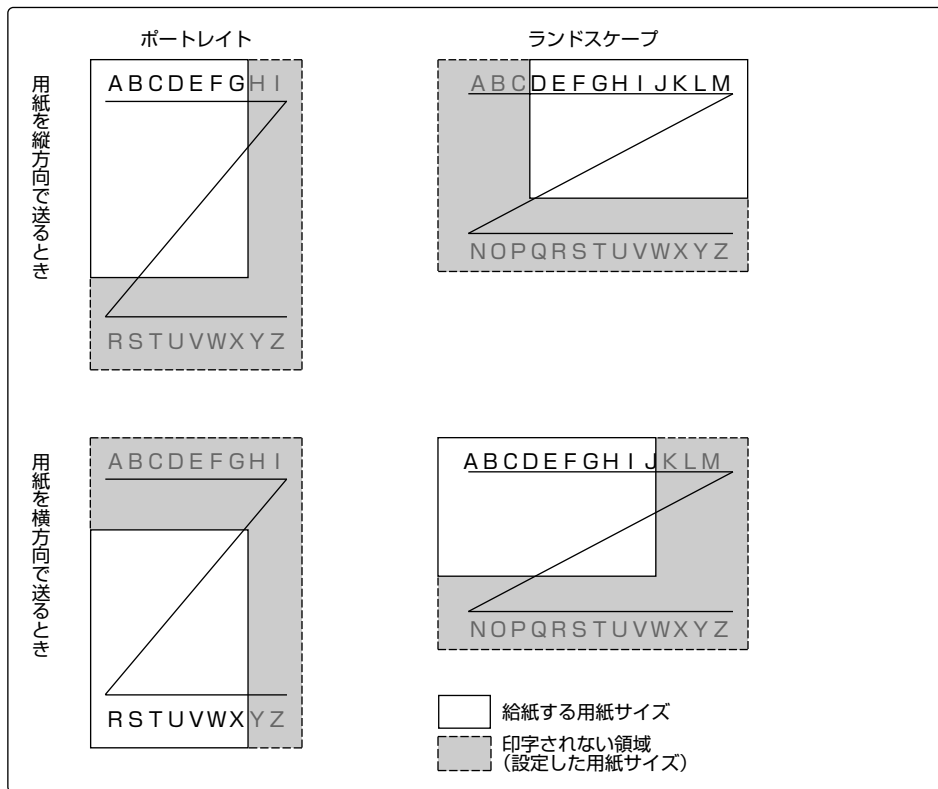 ポートレイト
ランドスケープ
用紙を縦方向で送るとき
ABCDEFGHI
RSTUVWXYZ
ABCDEFGHIJKLM
NOPQRSTUVWXYZ
用紙を横方向で送るとき
ABCDEFGHI
RSTUVWXYZ
ABCDEFGHIJKLM
NOPQRSTUVWXYZ
給紙する用紙サイズ
印字されない領域
（設定した用紙サイズ）